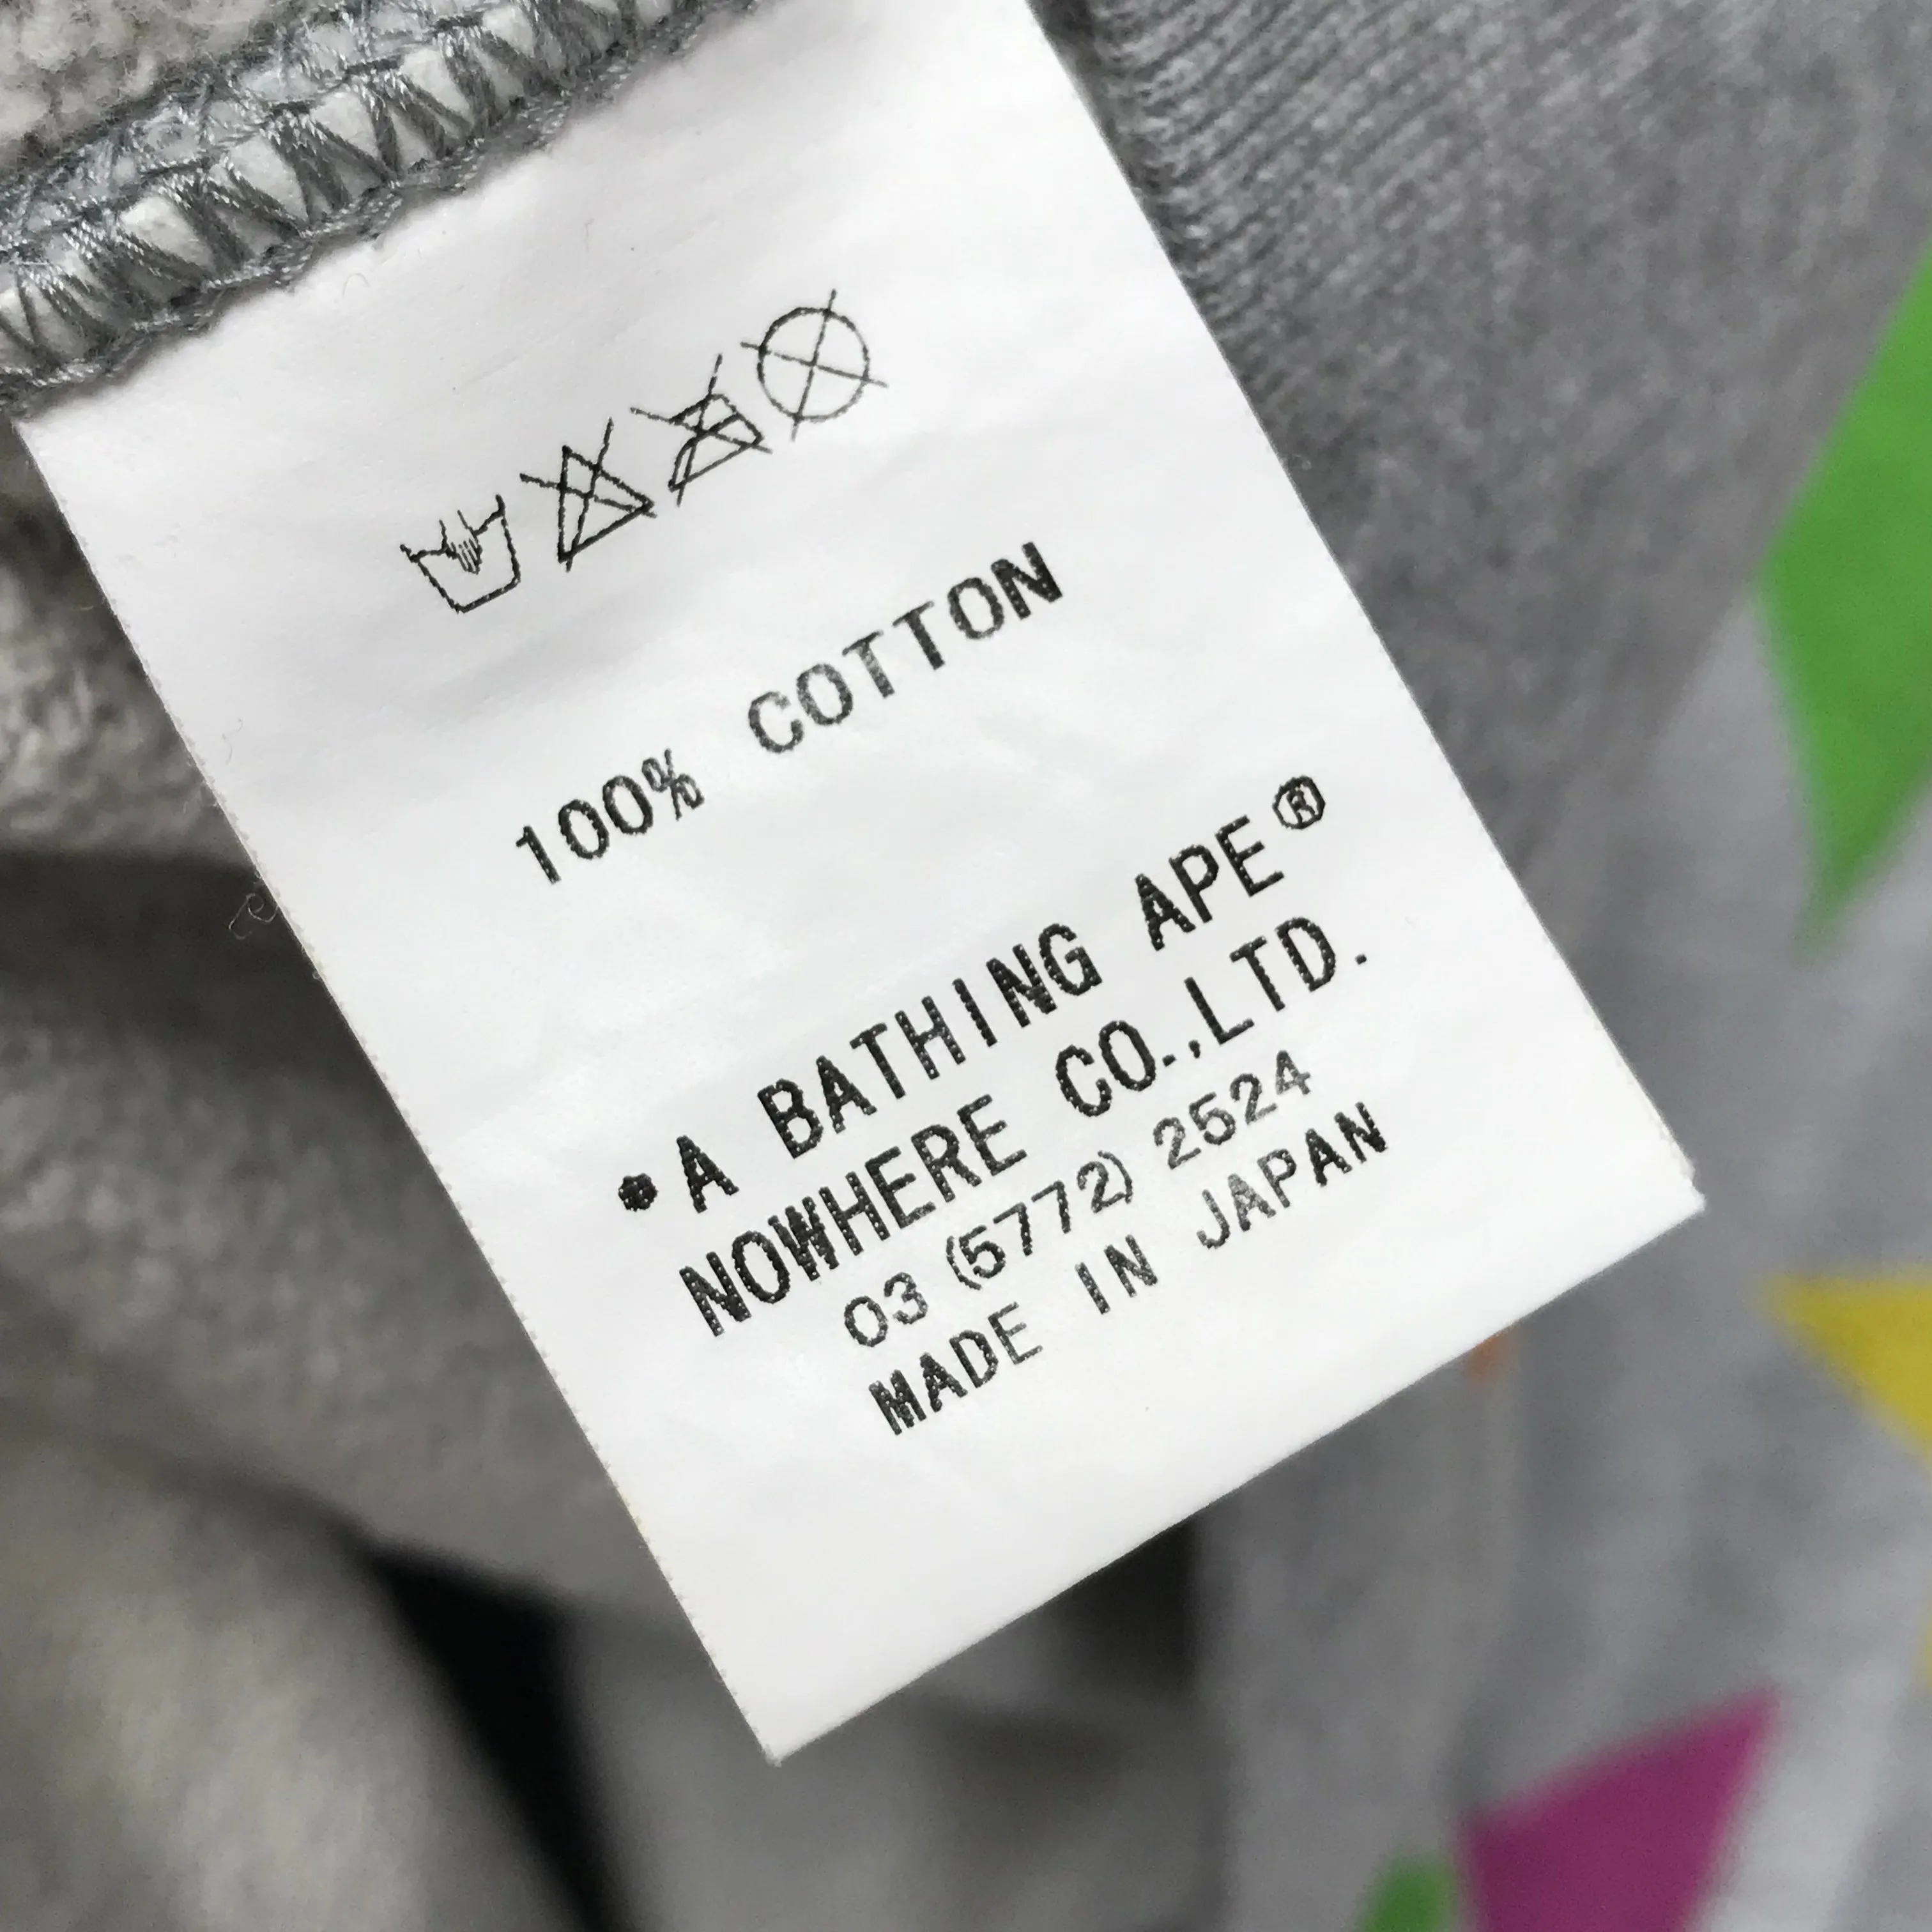 100% COTTON
•A BATHING APE®
NOWHERE CO.,LTD.
03 (5772) 2524
MADE IN JAPAN